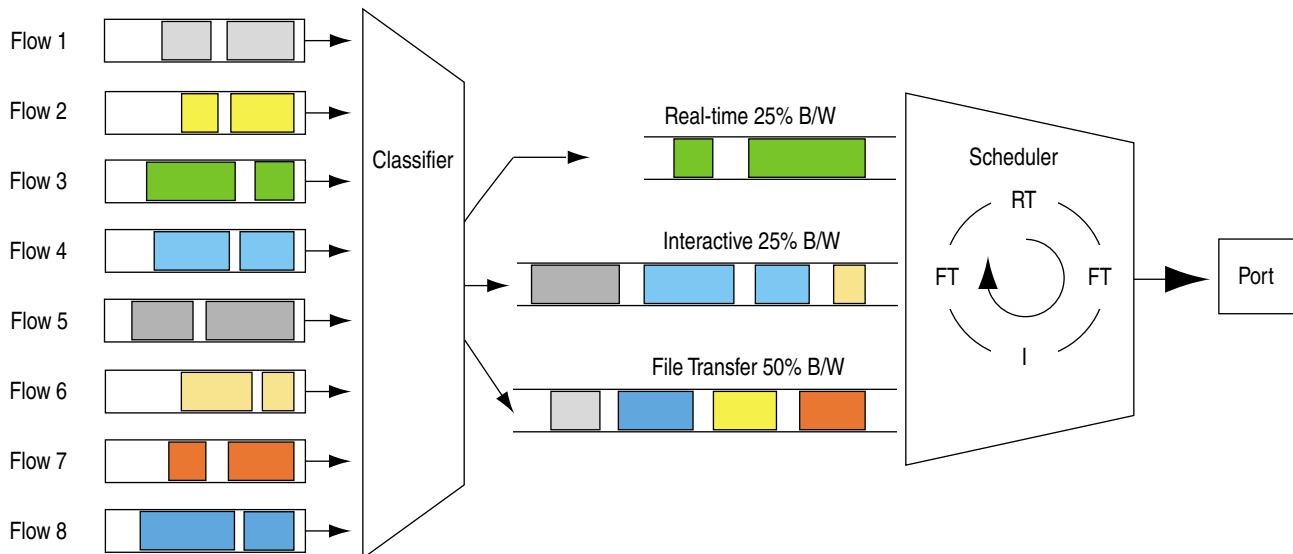 Flow 1
Flow 2
Flow 3
Flow 4
Flow 5
Flow 6
Flow 7
Flow 8
Classifier
Real-time 25% B/W
Interactive 25% B/W
File Transfer 50% B/W
Scheduler
RT
FT
FT
I
Port